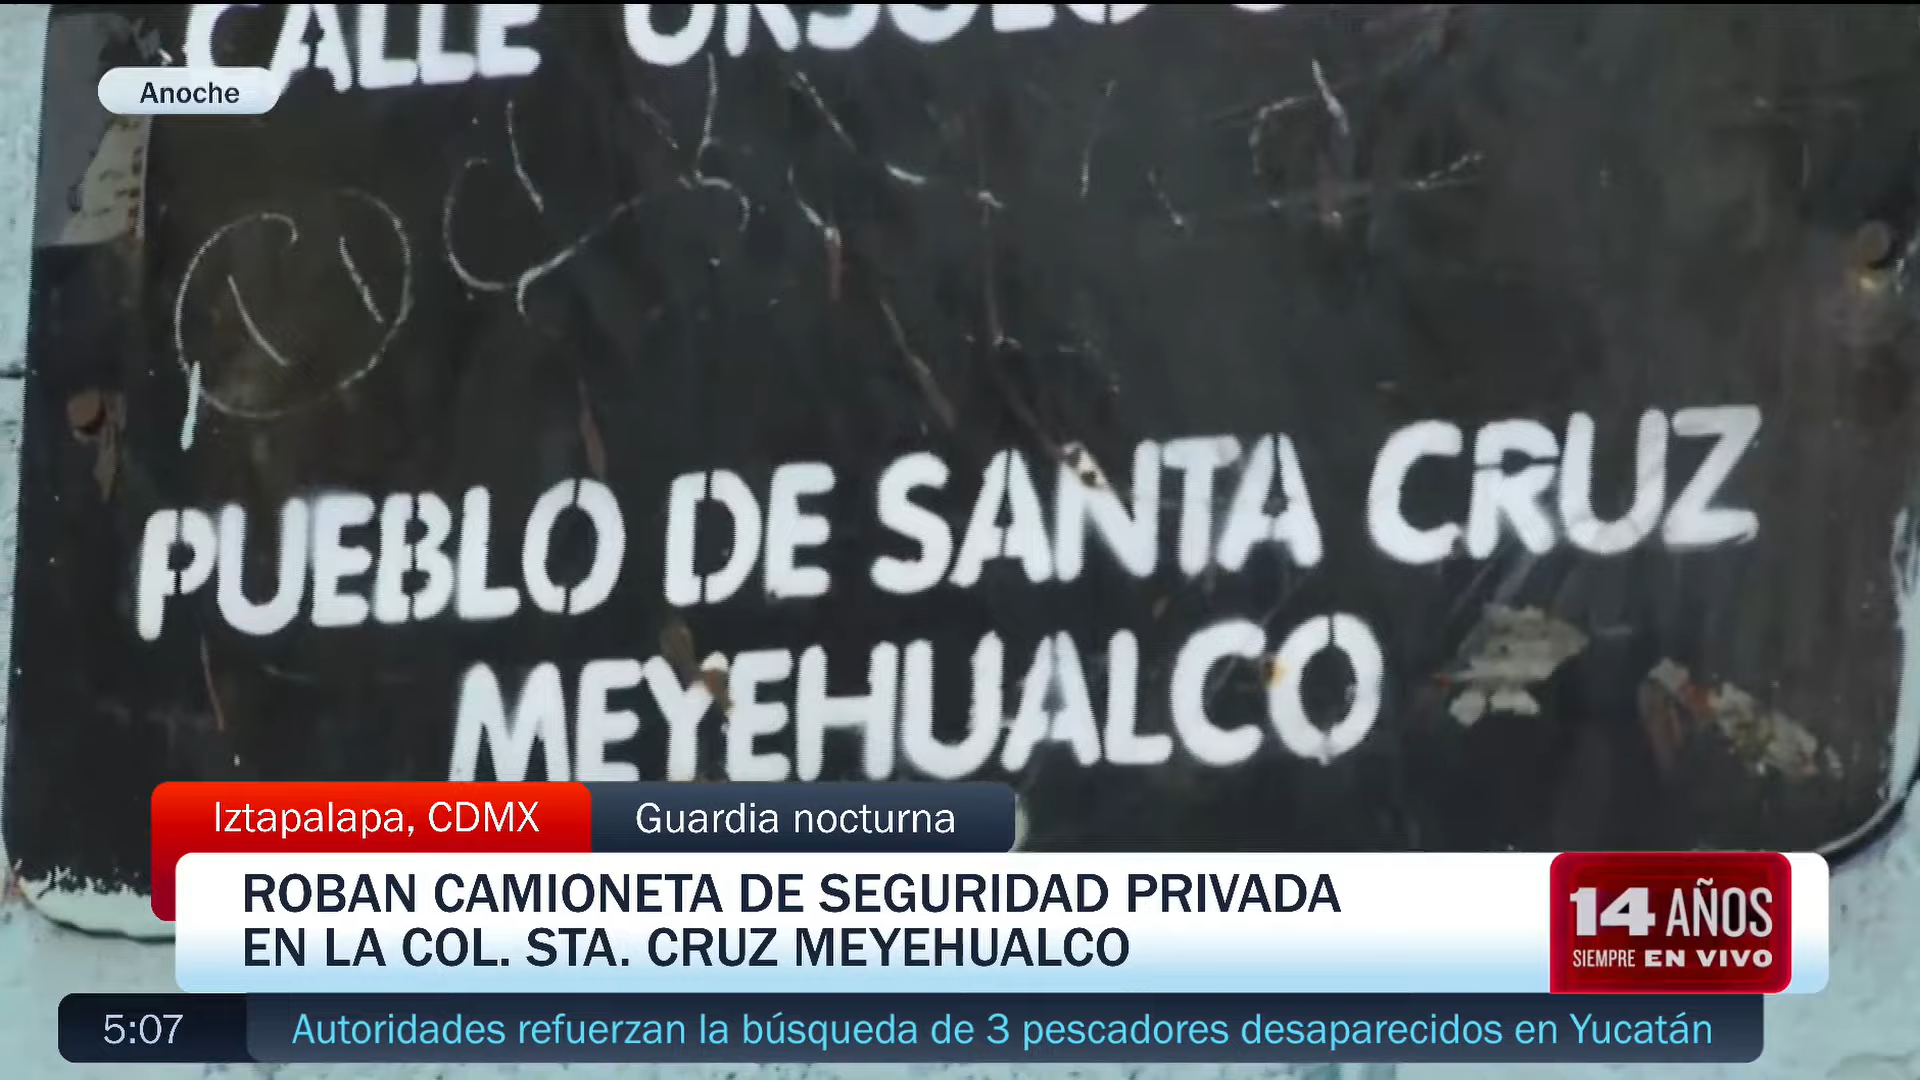 CALLE
Anoche
PUEBLO DE SANTA CRUZ
MEYEHUALCO
Iztapalapa, CDMX
Guardia nocturna
ROBAN CAMIONETA DE SEGURIDAD PRIVADA
EN LA COL. STA. CRUZ MEYEHUALCO
14 AÑOS
SIEMPRE EN VIVO
5:07
Autoridades refuerzan la búsqueda de 3 pescadores desaparecidos en Yucatán